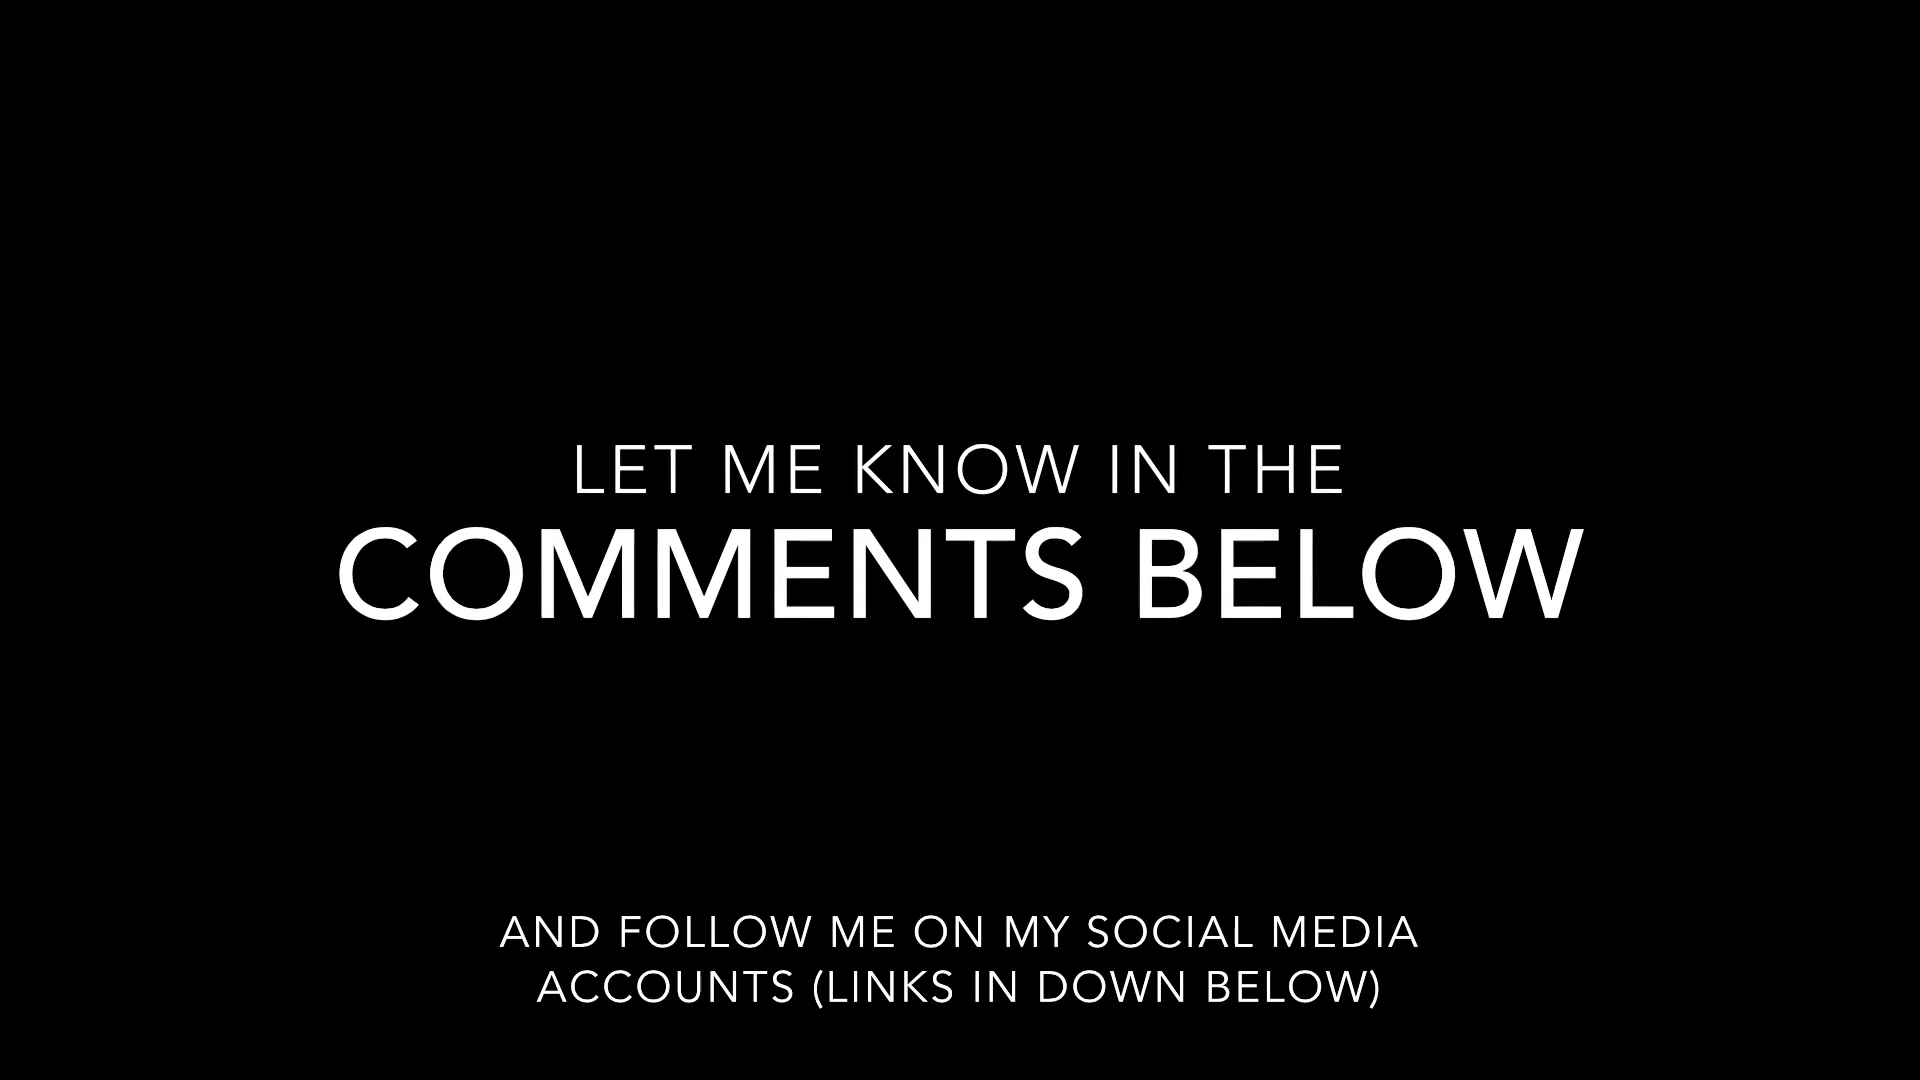 LET ME KNOW IN THE
COMMENTS BELOW
AND FOLLOW ME ON MY SOCIAL MEDIA
ACCOUNTS (LINKS IN DOWN BELOW)